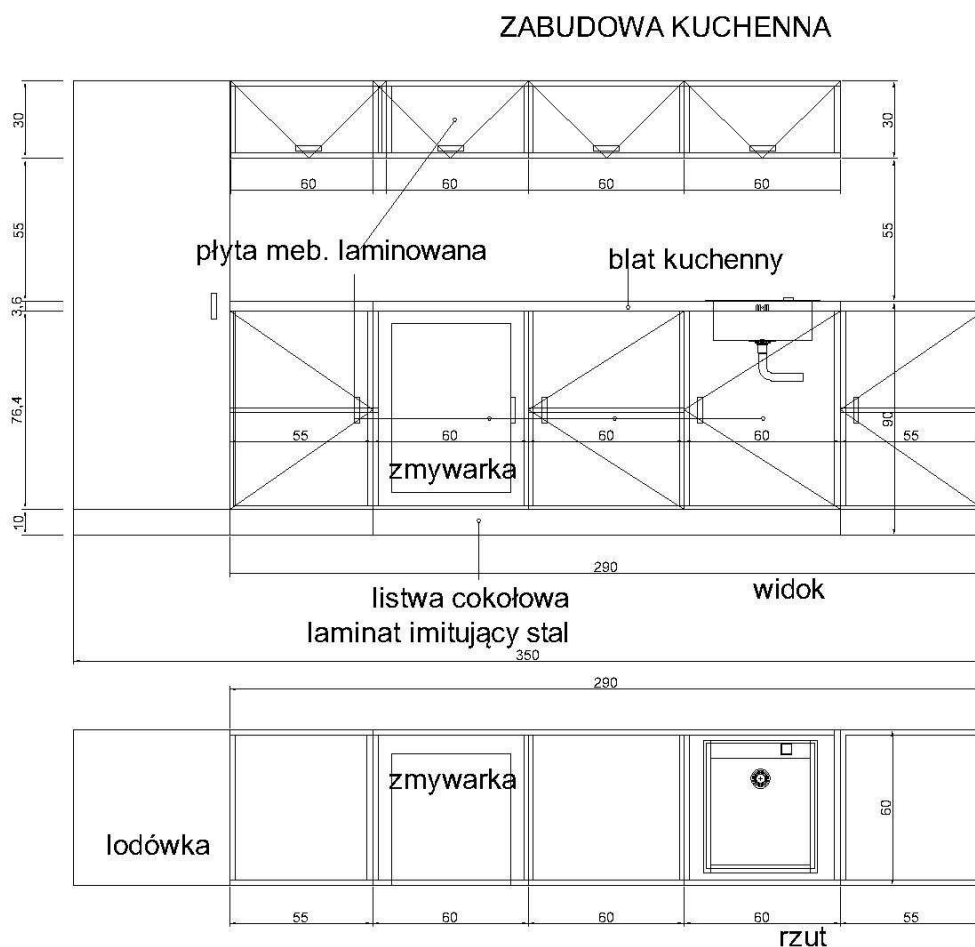 ZABUDOWA KUCHENNA
30
30
60
60
60
60
55
55
płyta meb. laminowana
blat kuchenny
3,6
76,4
90
55
60
60
60
55
zmywarka
10
290
widok
listwa cokołowa
laminat imitujący stal
350
290
zmywarka
60
lodówka
55
60
60
60
55
rzut